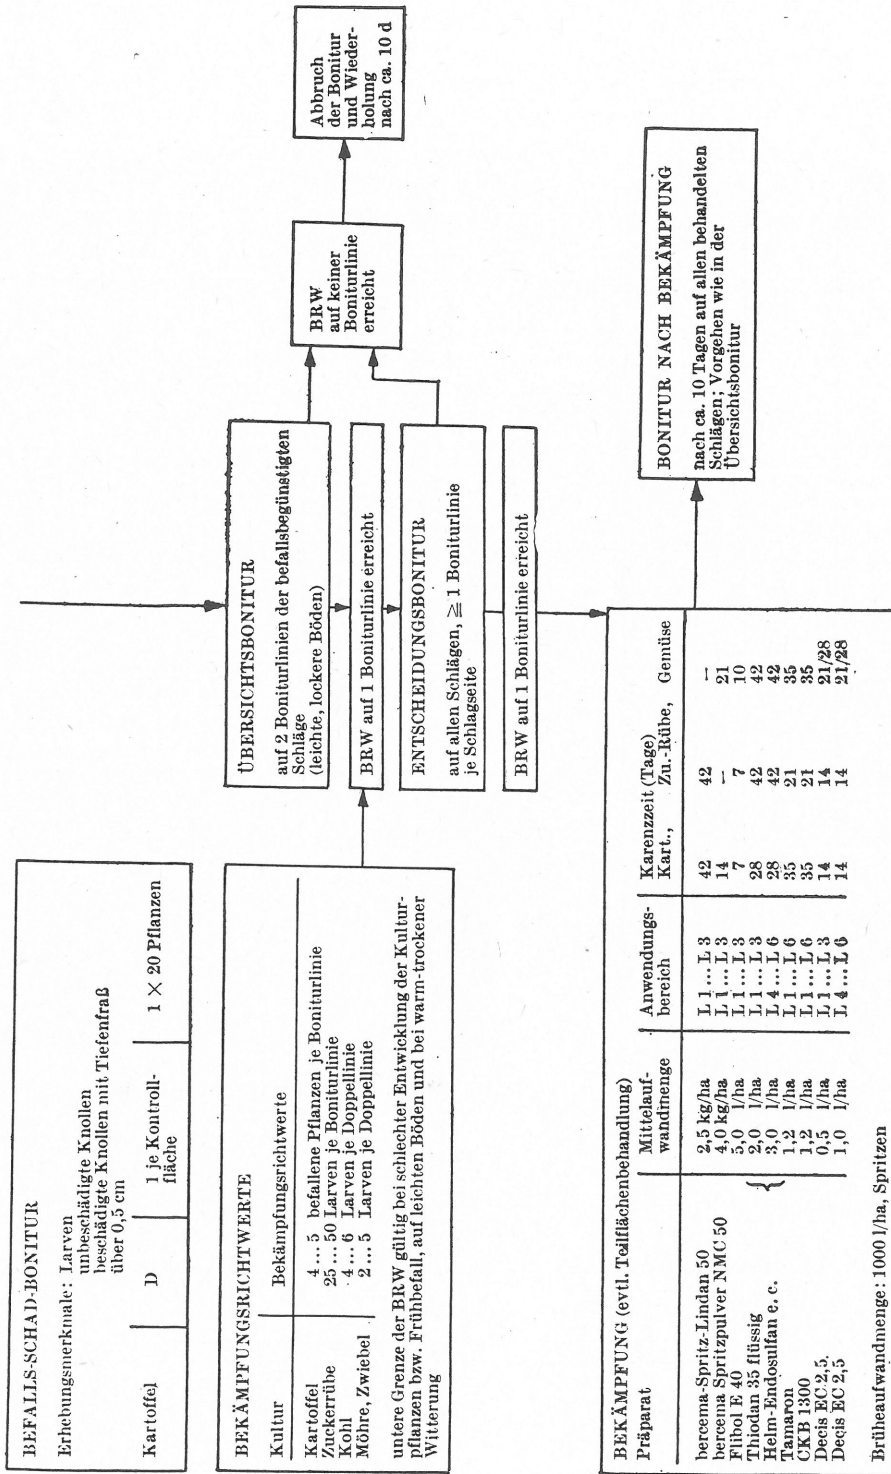 BEFALLS-SCHAD-BONITUR
Erhebungsmerkmale: Larven
unbeschädigte Knollen
beschädigte Knollen mit Tiefenfraß
über 0,5 cm
Kartoffel D 1 je Kontroll- 1 × 20 Pflanzen
fläche
BEKÄMPFUNGSRICHTWERTE
Kultur Bekämpfungsrichtwerte
Kartoffel 4 ... 5 befallene Pflanzen je Boniturlinie
Zuckerrübe 25 ... 50 Larven je Boniturlinie
Kohl 4 ... 6 Larven je Doppellinie
Möhre, Zwiebel 2 ... 5 Larven je Doppellinie
untere Grenze der BRW gültig bei schlechter Entwicklung der Kultur-
pflanzen bzw. Frühbefall, auf leichten Böden und bei warm-trockener
Witterung
ÜBERSICHTSBONITUR
auf 2 Boniturlinien der befallsbegünstigten
Schläge
(leichte, lockere Böden)
BRW auf 1 Boniturlinie erreicht
ENTSCHEIDUNGSBONITUR
auf allen Schlägen, ≧ 1 Boniturlinie
je Schlagseite
BRW auf 1 Boniturlinie erreicht
BRW
auf keiner
Boniturlinie
erreicht
Abbruch
der Bonitur
und Wieder-
holung
nach ca. 10 d
BEKÄMPFUNG (evtl. Teilflächenbehandlung)
Präparat Mittelauf- Anwendungs- Karenzzeit (Tage)
wandmenge bereich Kart., Zu.-Rübe, Gemüse
bercema-Spritz-Lindan 50 2,5 kg/ha L 1 ... L 3 42 42 –
bercema Spritzpulver NMC 50 4,0 kg/ha L 1 ... L 3 14 – 21
Flibol E 40 5,0 l/ha L 1 ... L 3 7 7 10
Thiodan 35 flüssig 2,0 l/ha L 1 ... L 3 28 42 42
Helm-Endosulfan e. c. { 3,0 l/ha L 4 ... L 6 28 42 42
Tamaron 1,2 l/ha L 1 ... L 6 35 21 35
CKB 1300 1,2 l/ha L 1 ... L 6 35 21 35
Decis EC 2,5. 0,5 l/ha L 1 ... L 3 14 14 21/28
Decis EC 2,5 1,0 l/ha L 4 ... L 6 14 14 21/28
Brüheaufwandmenge: 1000 l/ha, Spritzen
BONITUR NACH BEKÄMPFUNG
nach ca. 10 Tagen auf allen behandelten
Schlägen; Vorgehen wie in der
Übersichtsbonitur